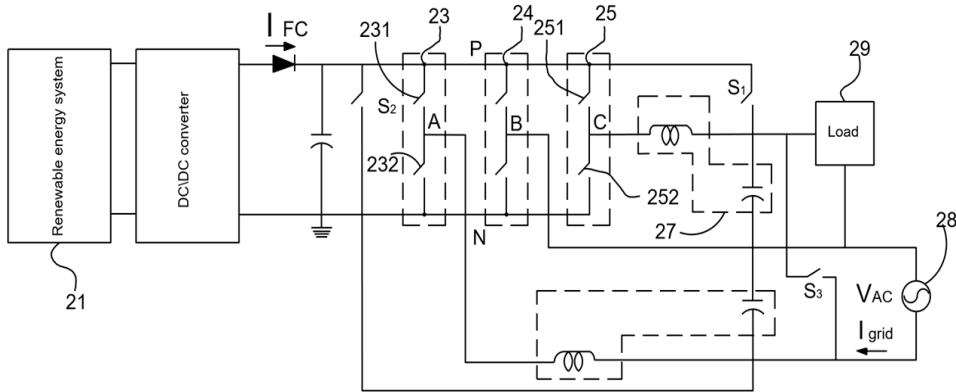 I FC
231
23
24
251
25
29
P
S2
S1
A
B
C
Load
232
252
27
N
28
Renewable energy system
DC\DC converter
21
S3
VAC
I grid